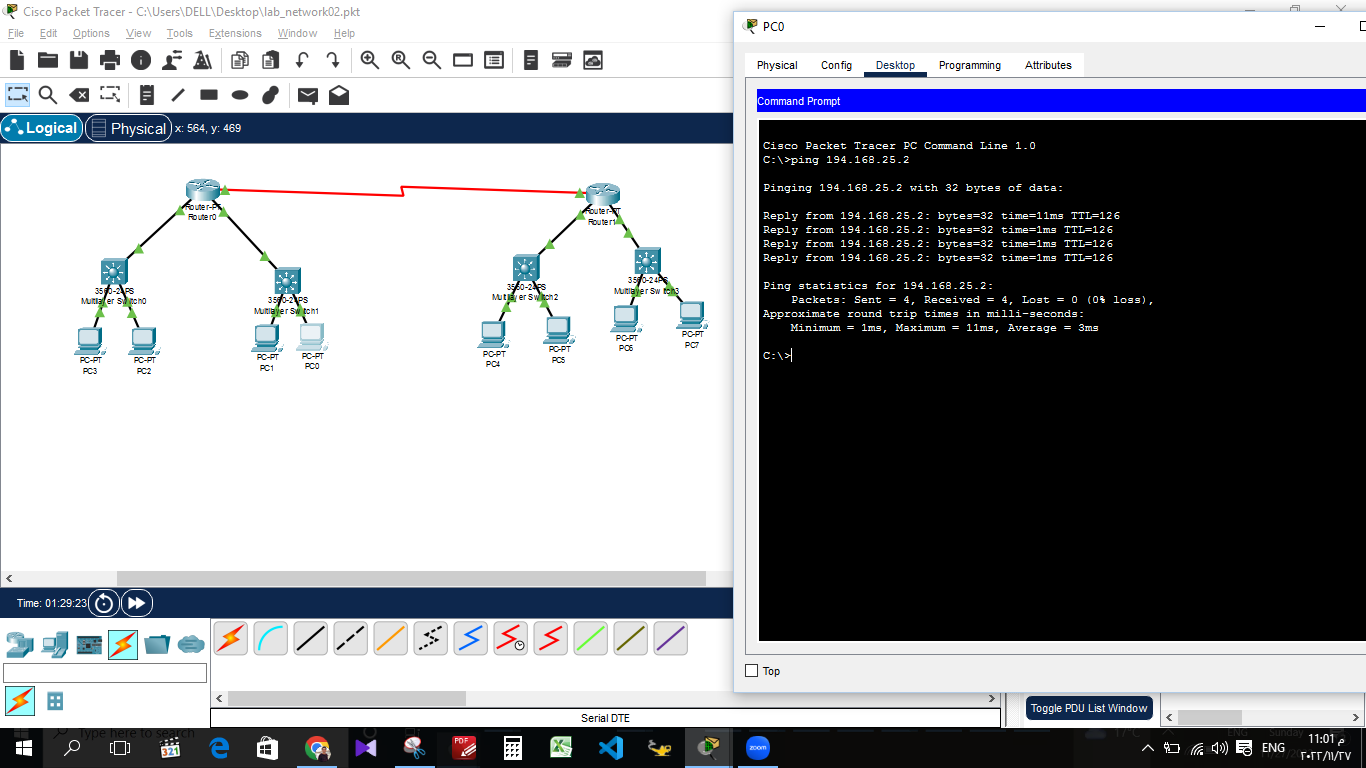 Cisco Packet Tracer - C:\Users\DELL\Desktop\lab_network02.pkt
File Edit Options View Tools Extensions Window Help
Logical
Physical
x: 564, y: 469
Router-PT
Router0
Router-PT
Router1
3560-24PS
Multilayer Switch0
3560-24PS
Multilayer Switch1
3560-24PS
Multilayer Switch2
3560-24PS
Multilayer Switch3
PC-PT
PC3
PC-PT
PC2
PC-PT
PC1
PC-PT
PC0
PC-PT
PC4
PC-PT
PC5
PC-PT
PC6
PC-PT
PC7
Time: 01:29:23
Serial DTE
PC0
Physical Config Desktop Programming Attributes
Command Prompt
Cisco Packet Tracer PC Command Line 1.0
C:\>ping 194.168.25.2
Pinging 194.168.25.2 with 32 bytes of data:
Reply from 194.168.25.2: bytes=32 time=11ms TTL=126
Reply from 194.168.25.2: bytes=32 time=1ms TTL=126
Reply from 194.168.25.2: bytes=32 time=1ms TTL=126
Reply from 194.168.25.2: bytes=32 time=1ms TTL=126
Ping statistics for 194.168.25.2:
Packets: Sent = 4, Received = 4, Lost = 0 (0% loss),
Approximate round trip times in milli-seconds:
Minimum = 1ms, Maximum = 11ms, Average = 3ms
C:\>
Top
Toggle PDU List Window
Type here to search
321
PDF
zoom
17°C
ENG
Sunday
ENG
11:01 م
٢٠٢٢/١١/٢٧